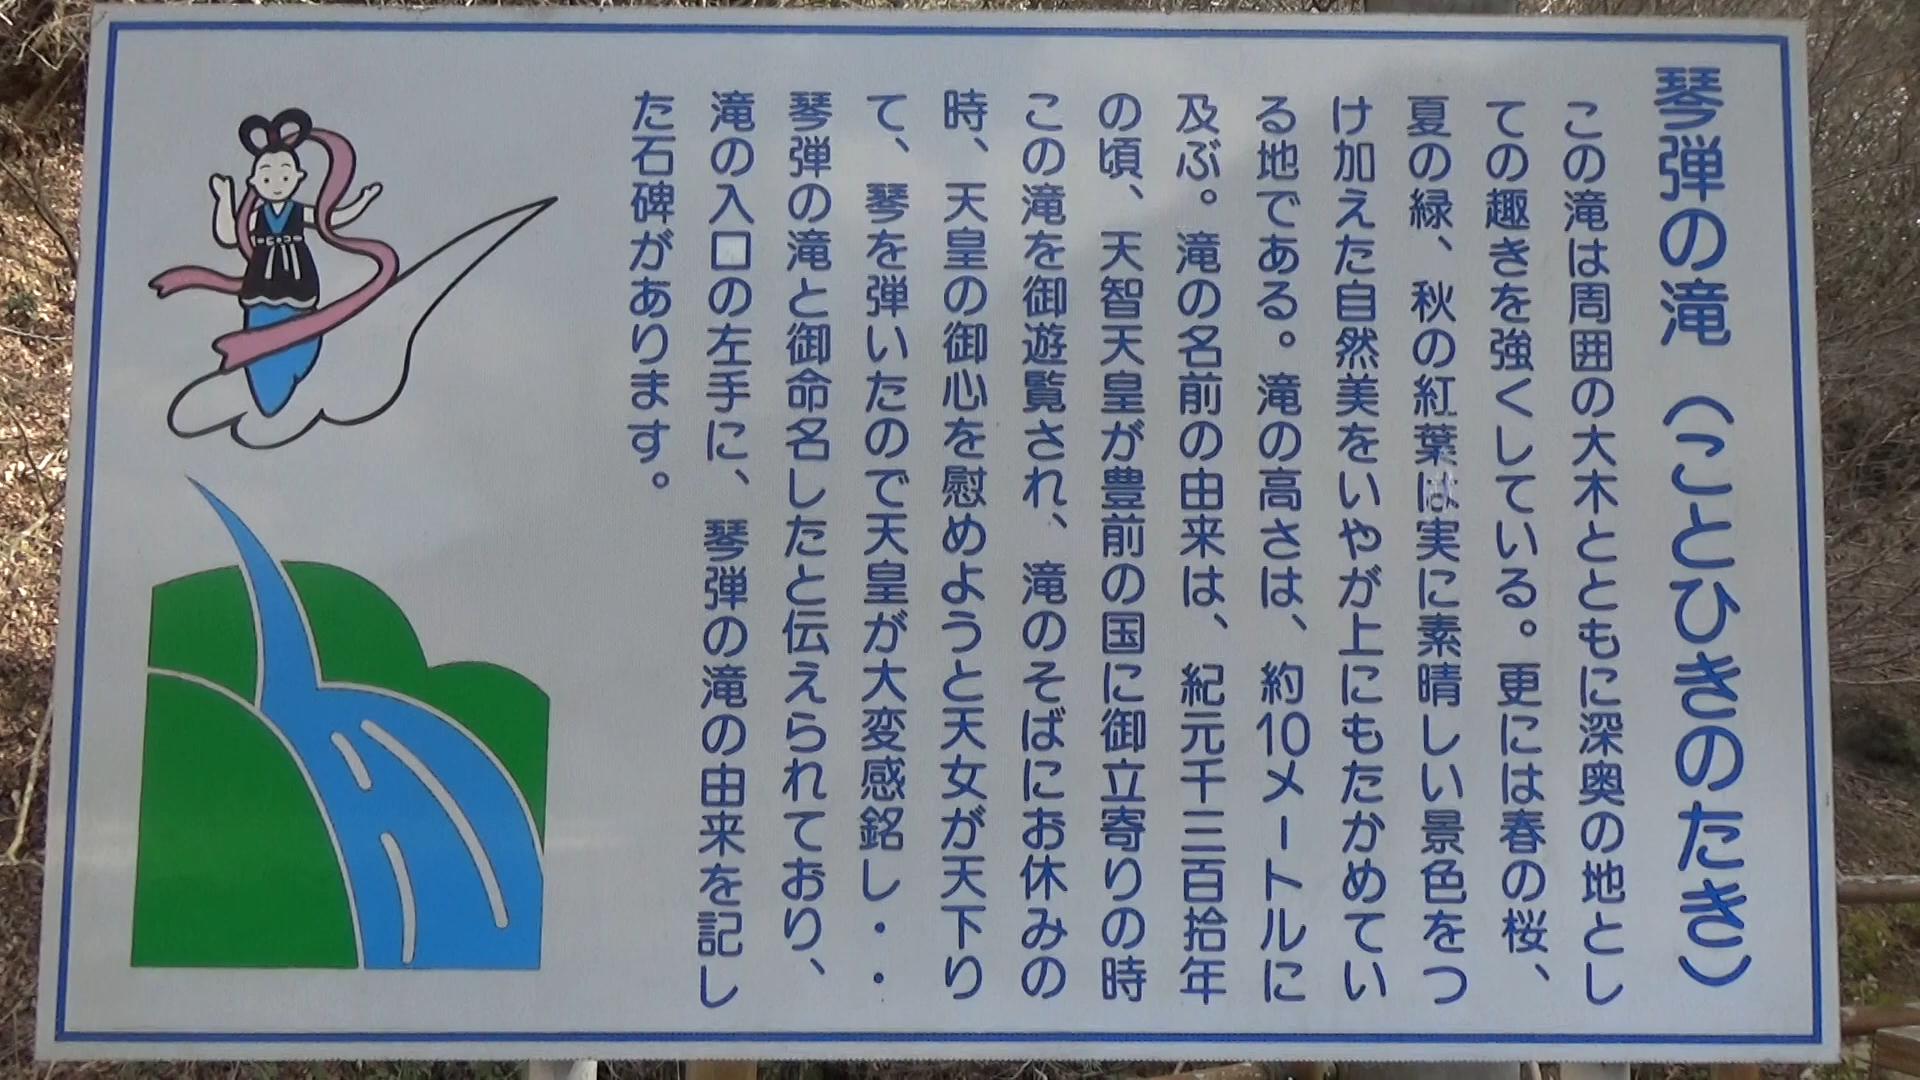 琴弾の滝（ことひきのたき）
この滝は周囲の大木とともに深奥の地とし
ての趣きを強くしている。更には春の桜、
夏の緑、秋の紅葉は実に素晴しい景色をつ
け加えた自然美をいやが上にもたかめてい
る地である。滝の高さは、約10メートルに
及ぶ。滝の名前の由来は、紀元千三百拾年
の頃、天智天皇が豊前の国に御立寄りの時
この滝を御遊覧され、滝のそばにお休みの
時、天皇の御心を慰めようと天女が天下り
て、琴を弾いたので天皇が大変感銘し・・
琴弾の滝と御命名したと伝えられており、
滝の入口の左手に、琴弾の滝の由来を記し
た石碑があります。